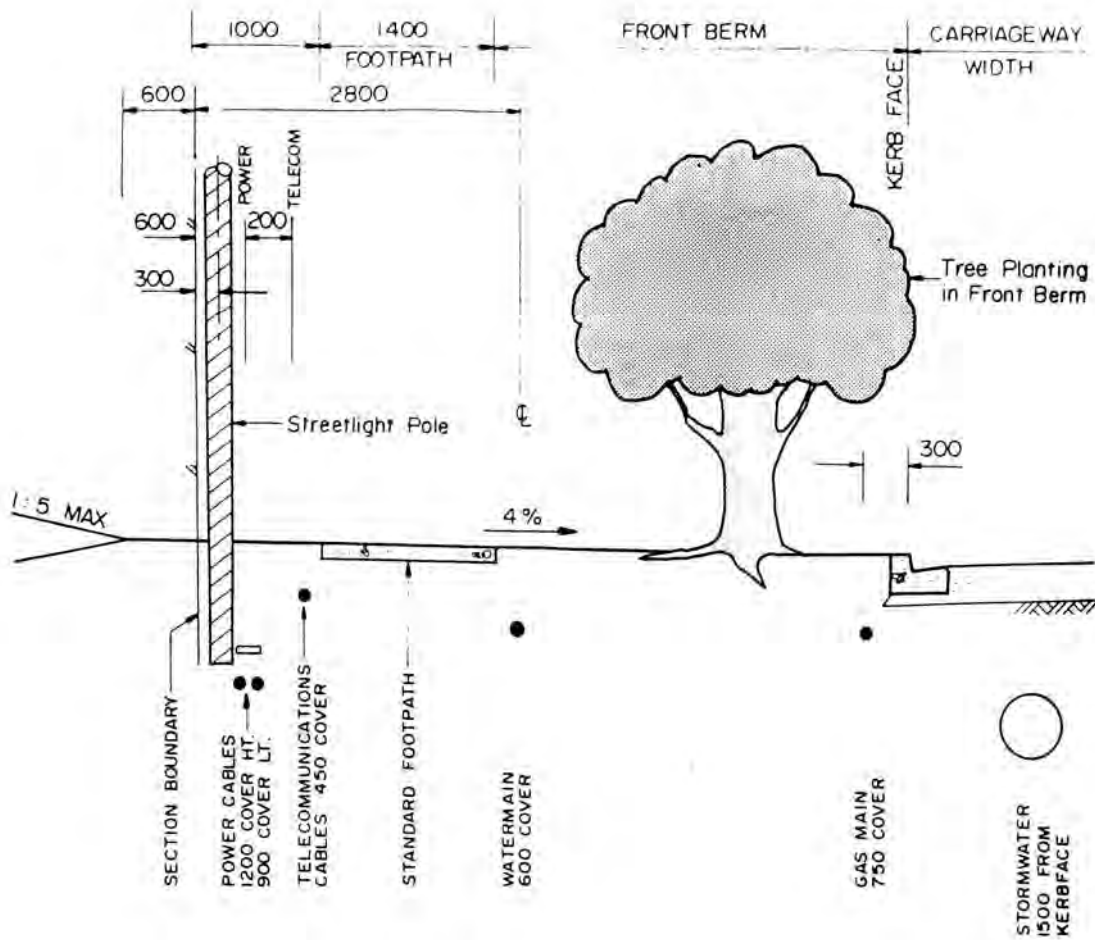 1000
1400
FRONT BERM
CARRIAGEWAY
FOOTPATH
WIDTH
600
2800
KERB FACE
POWER
TELECOM
600
200
300
Tree Planting
in Front Berm
Streetlight Pole
℄
300
1:5 MAX
4%
SECTION BOUNDARY
POWER CABLES
1200 COVER HT.
900 COVER LT.
TELECOMMUNICATIONS
CABLES 450 COVER
STANDARD FOOTPATH
WATERMAIN
600 COVER
GAS MAIN
750 COVER
STORMWATER
1500 FROM
KERBFACE